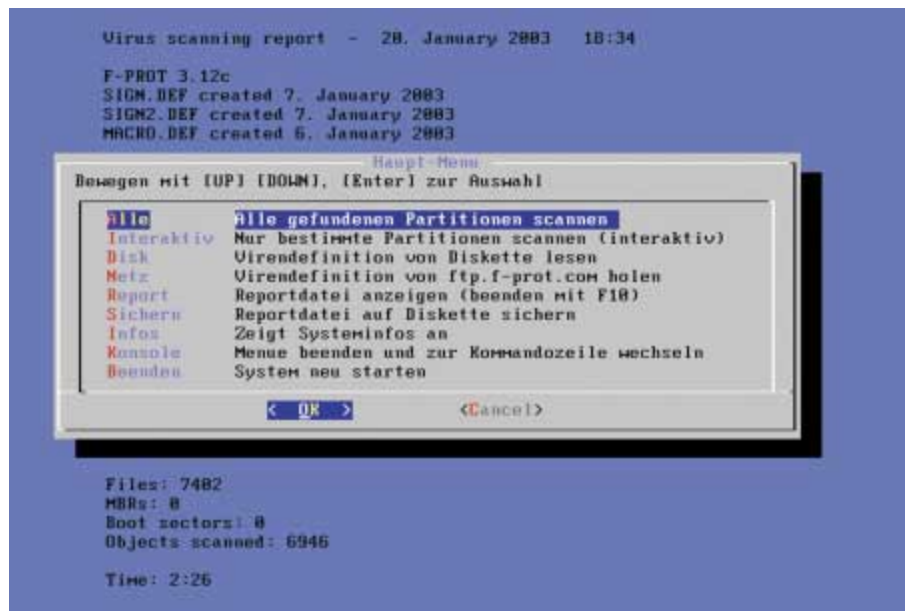 Virus scanning report - 20. January 2003 18:34
F-PROT 3.12c
SIGN.DEF created 7. January 2003
SIGN2.DEF created 7. January 2003
MACRO.DEF created 6. January 2003
Haupt-Menu
Bewegen mit [UP] [DOWN], [Enter] zur Auswahl
Alle Alle gefundenen Partitionen scannen
Interaktiv Nur bestimmte Partitionen scannen (interaktiv)
Disk Virendefinition von Diskette lesen
Netz Virendefinition von ftp.f-prot.com holen
Report Reportdatei anzeigen (beenden mit F10)
Sichern Reportdatei auf Diskette sichern
Infos Zeigt Systeminfos an
Konsole Menue beenden und zur Kommandozeile wechseln
Beenden System neu starten
< OK > <Cancel>
Files: 7402
MBRs: 0
Boot sectors: 0
Objects scanned: 6946
Time: 2:26